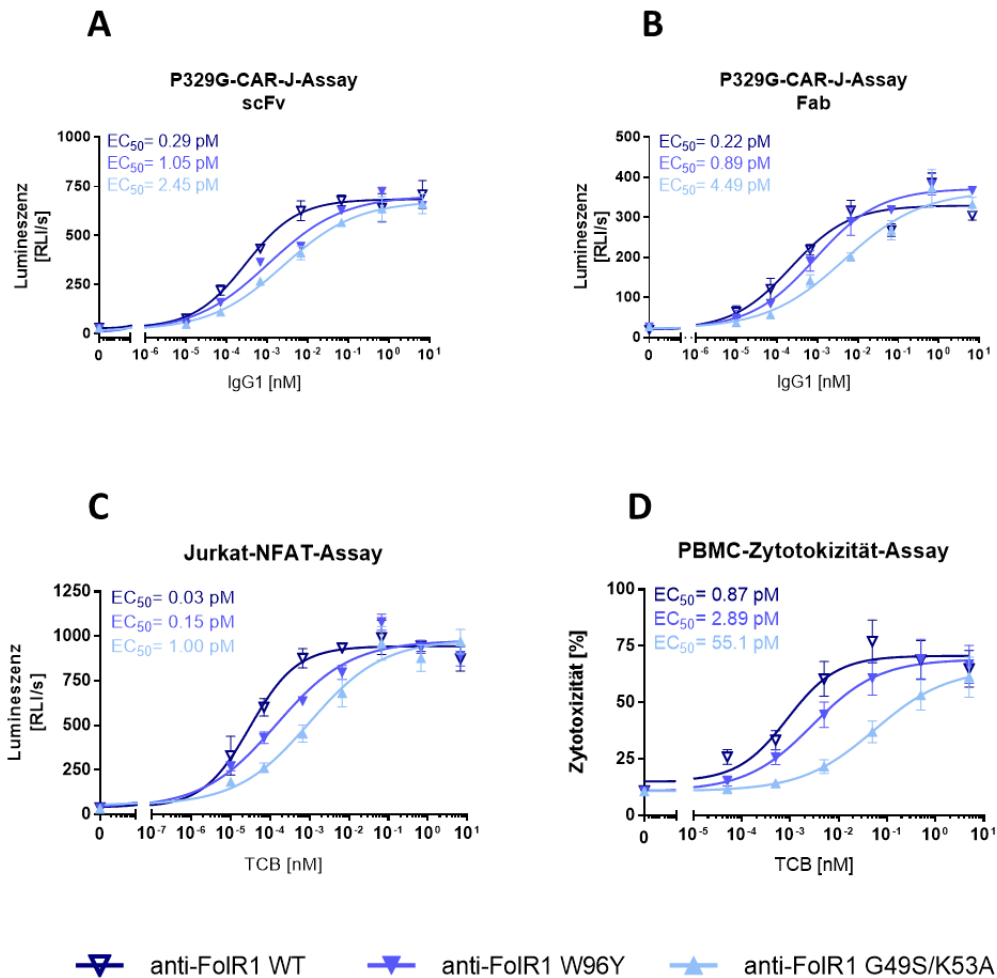 A
P329G-CAR-J-Assay
scFv
EC50= 0.29 pM
EC50= 1.05 pM
EC50= 2.45 pM
Lumineszenz
[RLI/s]
1000
750
500
250
0
0 10-6 10-5 10-4 10-3 10-2 10-1 100 101
IgG1 [nM]
B
P329G-CAR-J-Assay
Fab
EC50= 0.22 pM
EC50= 0.89 pM
EC50= 4.49 pM
Lumineszenz
[RLI/s]
500
400
300
200
100
0
0 10-6 10-5 10-4 10-3 10-2 10-1 100 101
IgG1 [nM]
C
Jurkat-NFAT-Assay
EC50= 0.03 pM
EC50= 0.15 pM
EC50= 1.00 pM
Lumineszenz
[RLI/s]
1250
1000
750
500
250
0
0 10-7 10-6 10-5 10-4 10-3 10-2 10-1 100 101
TCB [nM]
D
PBMC-Zytotokizität-Assay
EC50= 0.87 pM
EC50= 2.89 pM
EC50= 55.1 pM
Zytotoxizität [%]
100
75
50
25
0
0 10-5 10-4 10-3 10-2 10-1 100 101
TCB [nM]
anti-FolR1 WT
anti-FolR1 W96Y
anti-FolR1 G49S/K53A